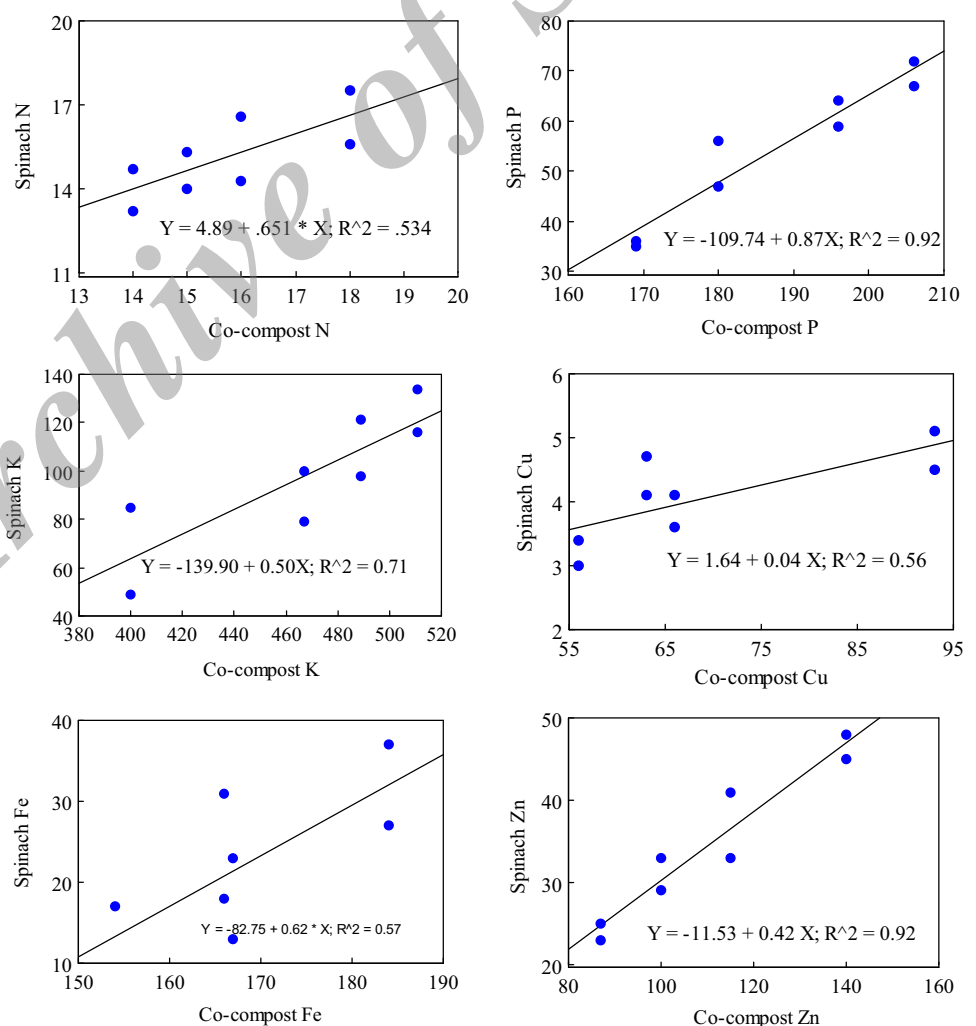 Archive of S
20
17
14
11
Spinach N
Y = 4.89 + .651 * X; R^2 = .534
13 14 15 16 17 18 19 20
Co-compost N
80
70
60
50
40
30
Spinach P
Y = -109.74 + 0.87X; R^2 = 0.92
160 170 180 190 200 210
Co-compost P
140
120
100
80
60
40
Spinach K
Y = -139.90 + 0.50X; R^2 = 0.71
380 400 420 440 460 480 500 520
Co-compost K
6
5
4
3
2
Spinach Cu
Y = 1.64 + 0.04 X; R^2 = 0.56
55 65 75 85 95
Co-compost Cu
40
30
20
10
Spinach Fe
Y = -82.75 + 0.62 * X; R^2 = 0.57
150 160 170 180 190
Co-compost Fe
50
40
30
20
Spinach Zn
Y = -11.53 + 0.42 X; R^2 = 0.92
80 100 120 140 160
Co-compost Zn